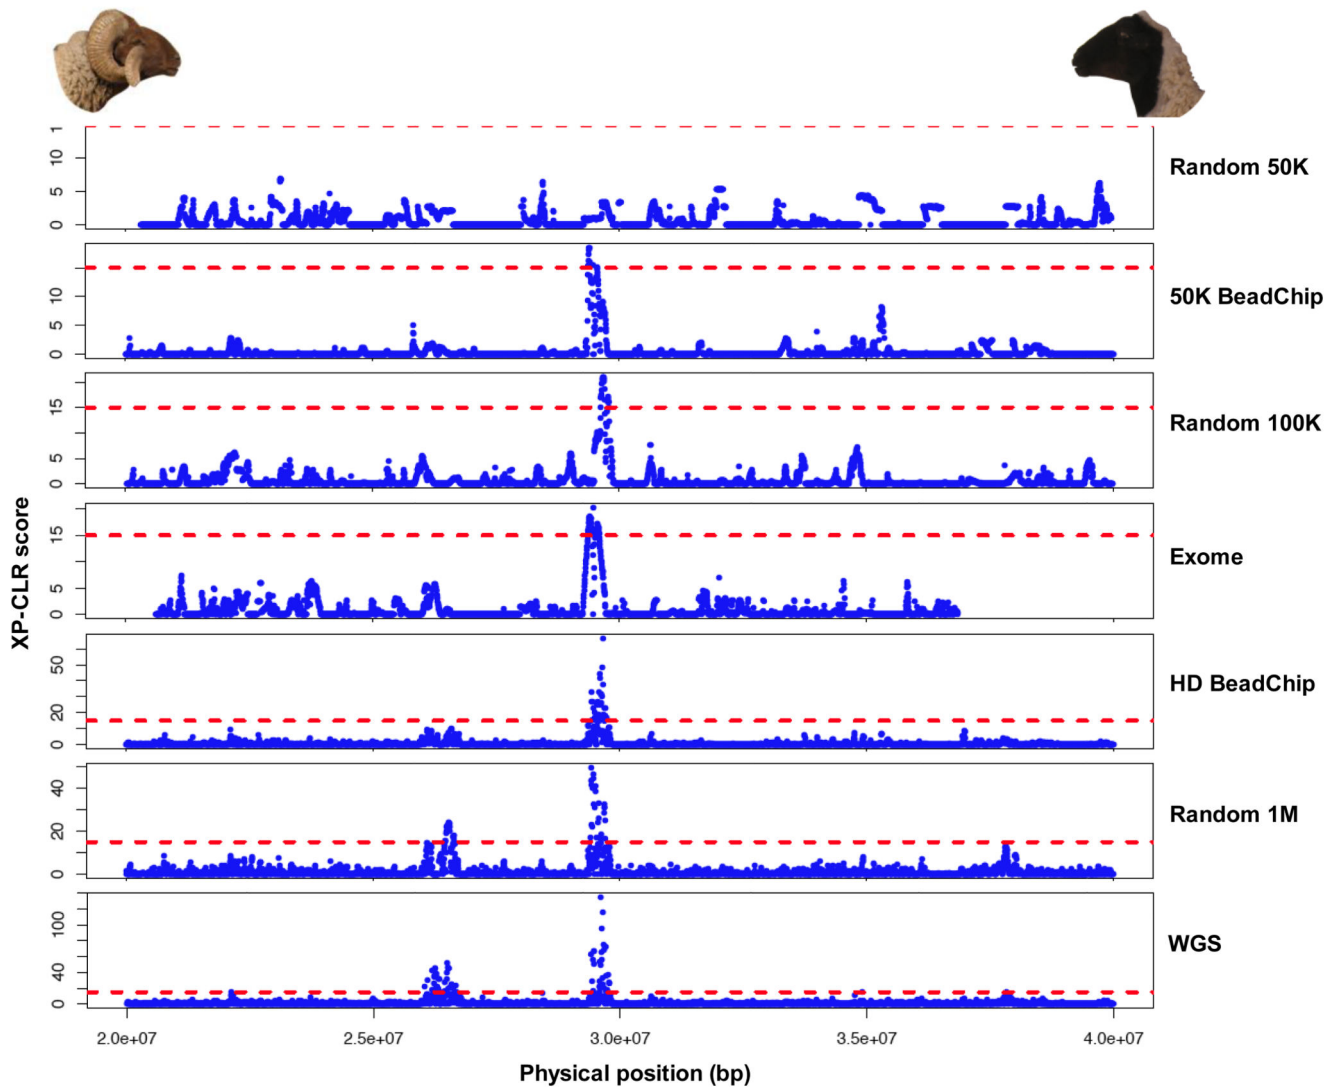 1
10
5
0
Random 50K
10
5
0
50K BeadChip
15
5
0
Random 100K
15
5
0
Exome
50
20
0
HD BeadChip
40
20
0
Random 1M
100
40
0
WGS
XP-CLR score
2.0e+07 2.5e+07 3.0e+07 3.5e+07 4.0e+07
Physical position (bp)